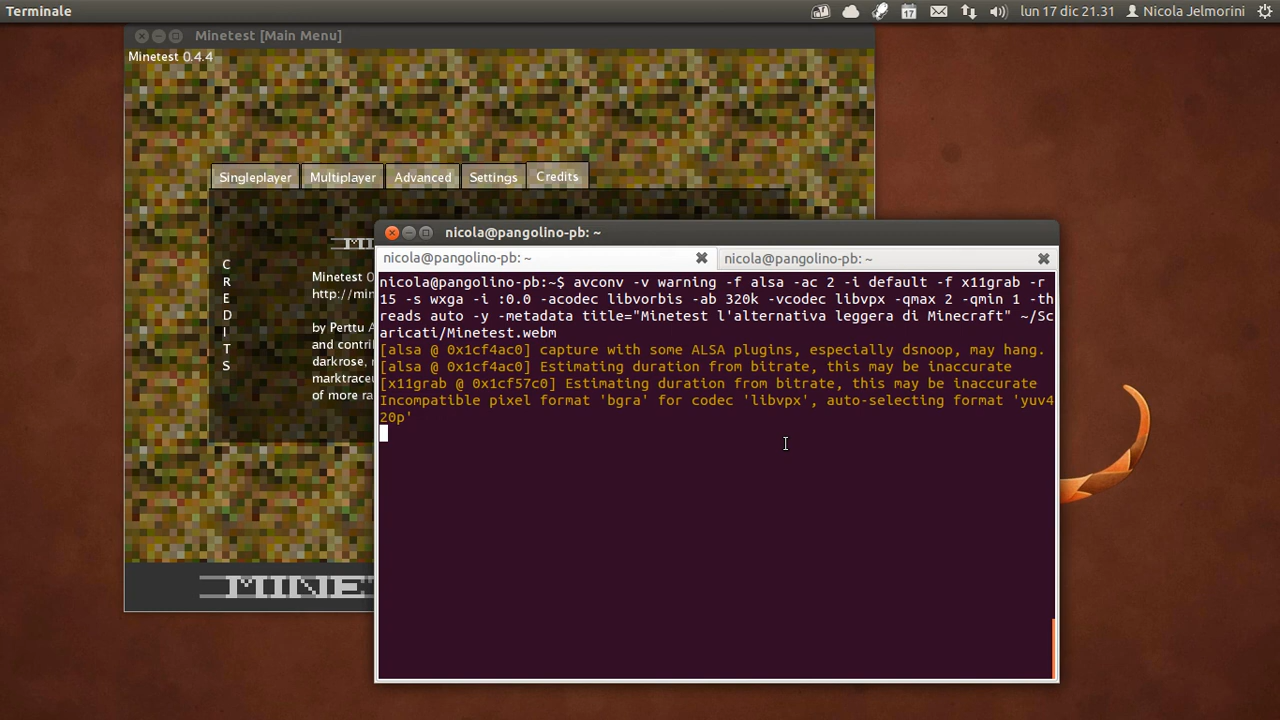 Terminale
17
lun 17 dic 21.31
Nicola Jelmorini
Minetest [Main Menu]
Minetest 0.4.4
Singleplayer
Multiplayer
Advanced
Settings
Credits
C
R
E
D
I
T
S
Minetest 0
http://min
by Perttu A
and contri
darkrose,
marktraceu
of more ra
MINET
nicola@pangolino-pb: ~
nicola@pangolino-pb: ~
nicola@pangolino-pb: ~
nicola@pangolino-pb:~$ avconv -v warning -f alsa -ac 2 -i default -f x11grab -r
15 -s wxga -i :0.0 -acodec libvorbis -ab 320k -vcodec libvpx -qmax 2 -qmin 1 -th
reads auto -y -metadata title="Minetest l'alternativa leggera di Minecraft" ~/Sc
aricati/Minetest.webm
[alsa @ 0x1cf4ac0] capture with some ALSA plugins, especially dsnoop, may hang.
[alsa @ 0x1cf4ac0] Estimating duration from bitrate, this may be inaccurate
[x11grab @ 0x1cf57c0] Estimating duration from bitrate, this may be inaccurate
Incompatible pixel format 'bgra' for codec 'libvpx', auto-selecting format 'yuv4
20p'